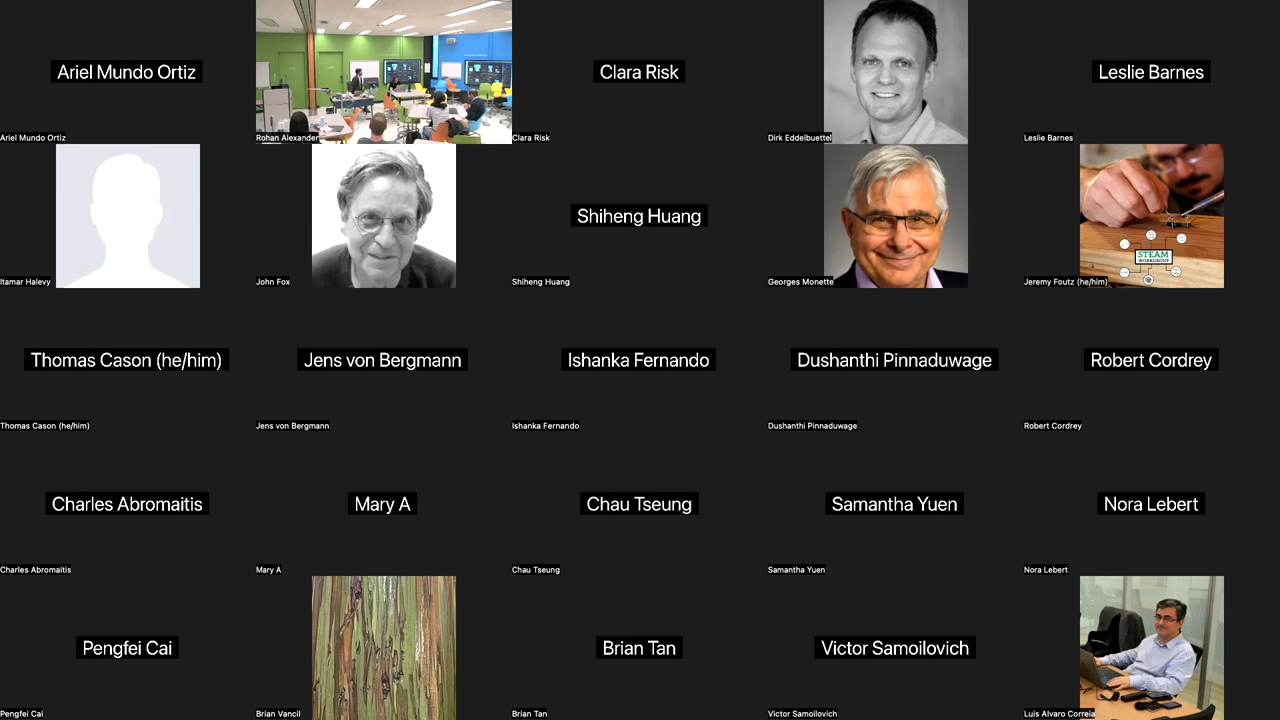 Ariel Mundo Ortiz
Ariel Mundo Ortiz
Rohan Alexander
Clara Risk
Clara Risk
Dirk Eddelbuettel
Leslie Barnes
Leslie Barnes
Itamar Halevy
John Fox
Shiheng Huang
Shiheng Huang
Georges Monette
STEAM
WORKGROUP
Jeremy Foutz (he/him)
Thomas Cason (he/him)
Thomas Cason (he/him)
Jens von Bergmann
Jens von Bergmann
Ishanka Fernando
Ishanka Fernando
Dushanthi Pinnaduwage
Dushanthi Pinnaduwage
Robert Cordrey
Robert Cordrey
Charles Abromaitis
Charles Abromaitis
Mary A
Mary A
Chau Tseung
Chau Tseung
Samantha Yuen
Samantha Yuen
Nora Lebert
Nora Lebert
Pengfei Cai
Pengfei Cai
Brian Vancil
Brian Tan
Brian Tan
Victor Samoilovich
Victor Samoilovich
Luis Alvaro Correia